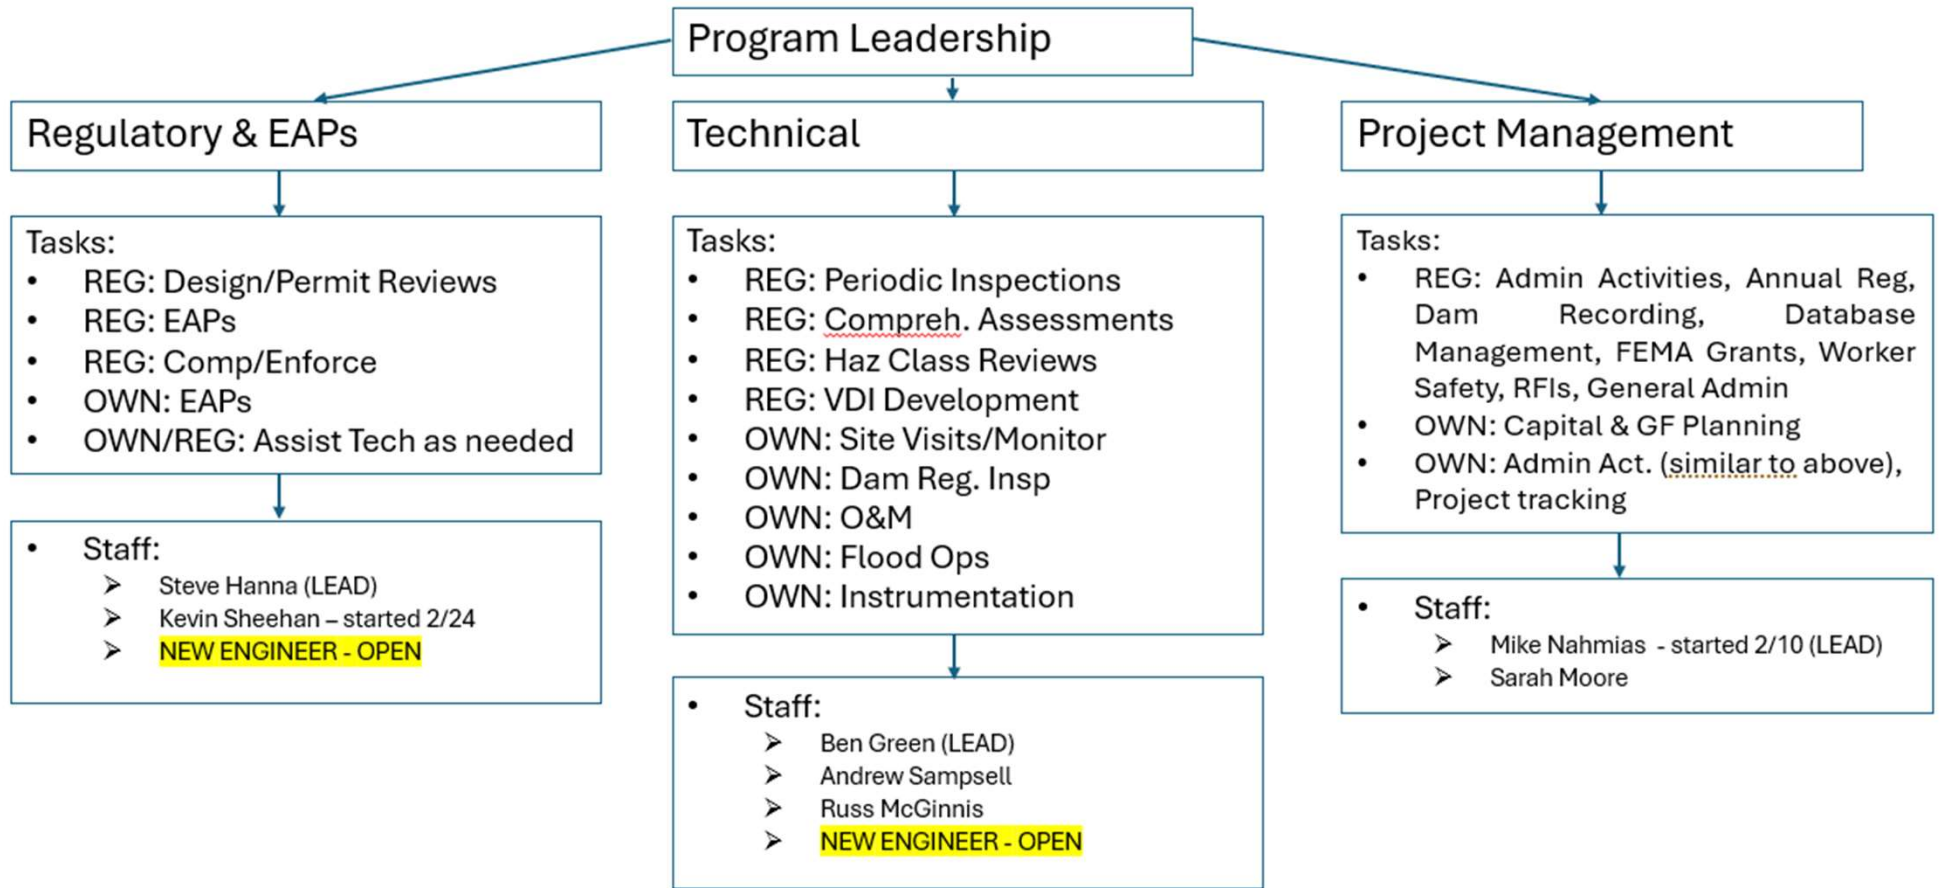 Program Leadership
Regulatory & EAPs
Tasks:
• REG: Design/Permit Reviews
• REG: EAPs
• REG: Comp/Enforce
• OWN: EAPs
• OWN/REG: Assist Tech as needed
• Staff:
➢ Steve Hanna (LEAD)
➢ Kevin Sheehan – started 2/24
➢ NEW ENGINEER - OPEN
Technical
Tasks:
• REG: Periodic Inspections
• REG: Compreh. Assessments
• REG: Haz Class Reviews
• REG: VDI Development
• OWN: Site Visits/Monitor
• OWN: Dam Reg. Insp
• OWN: O&M
• OWN: Flood Ops
• OWN: Instrumentation
• Staff:
➢ Ben Green (LEAD)
➢ Andrew Sampsell
➢ Russ McGinnis
➢ NEW ENGINEER - OPEN
Project Management
Tasks:
• REG: Admin Activities, Annual Reg,
Dam Recording, Database
Management, FEMA Grants, Worker
Safety, RFIs, General Admin
• OWN: Capital & GF Planning
• OWN: Admin Act. (similar to above),
Project tracking
• Staff:
➢ Mike Nahmias - started 2/10 (LEAD)
➢ Sarah Moore